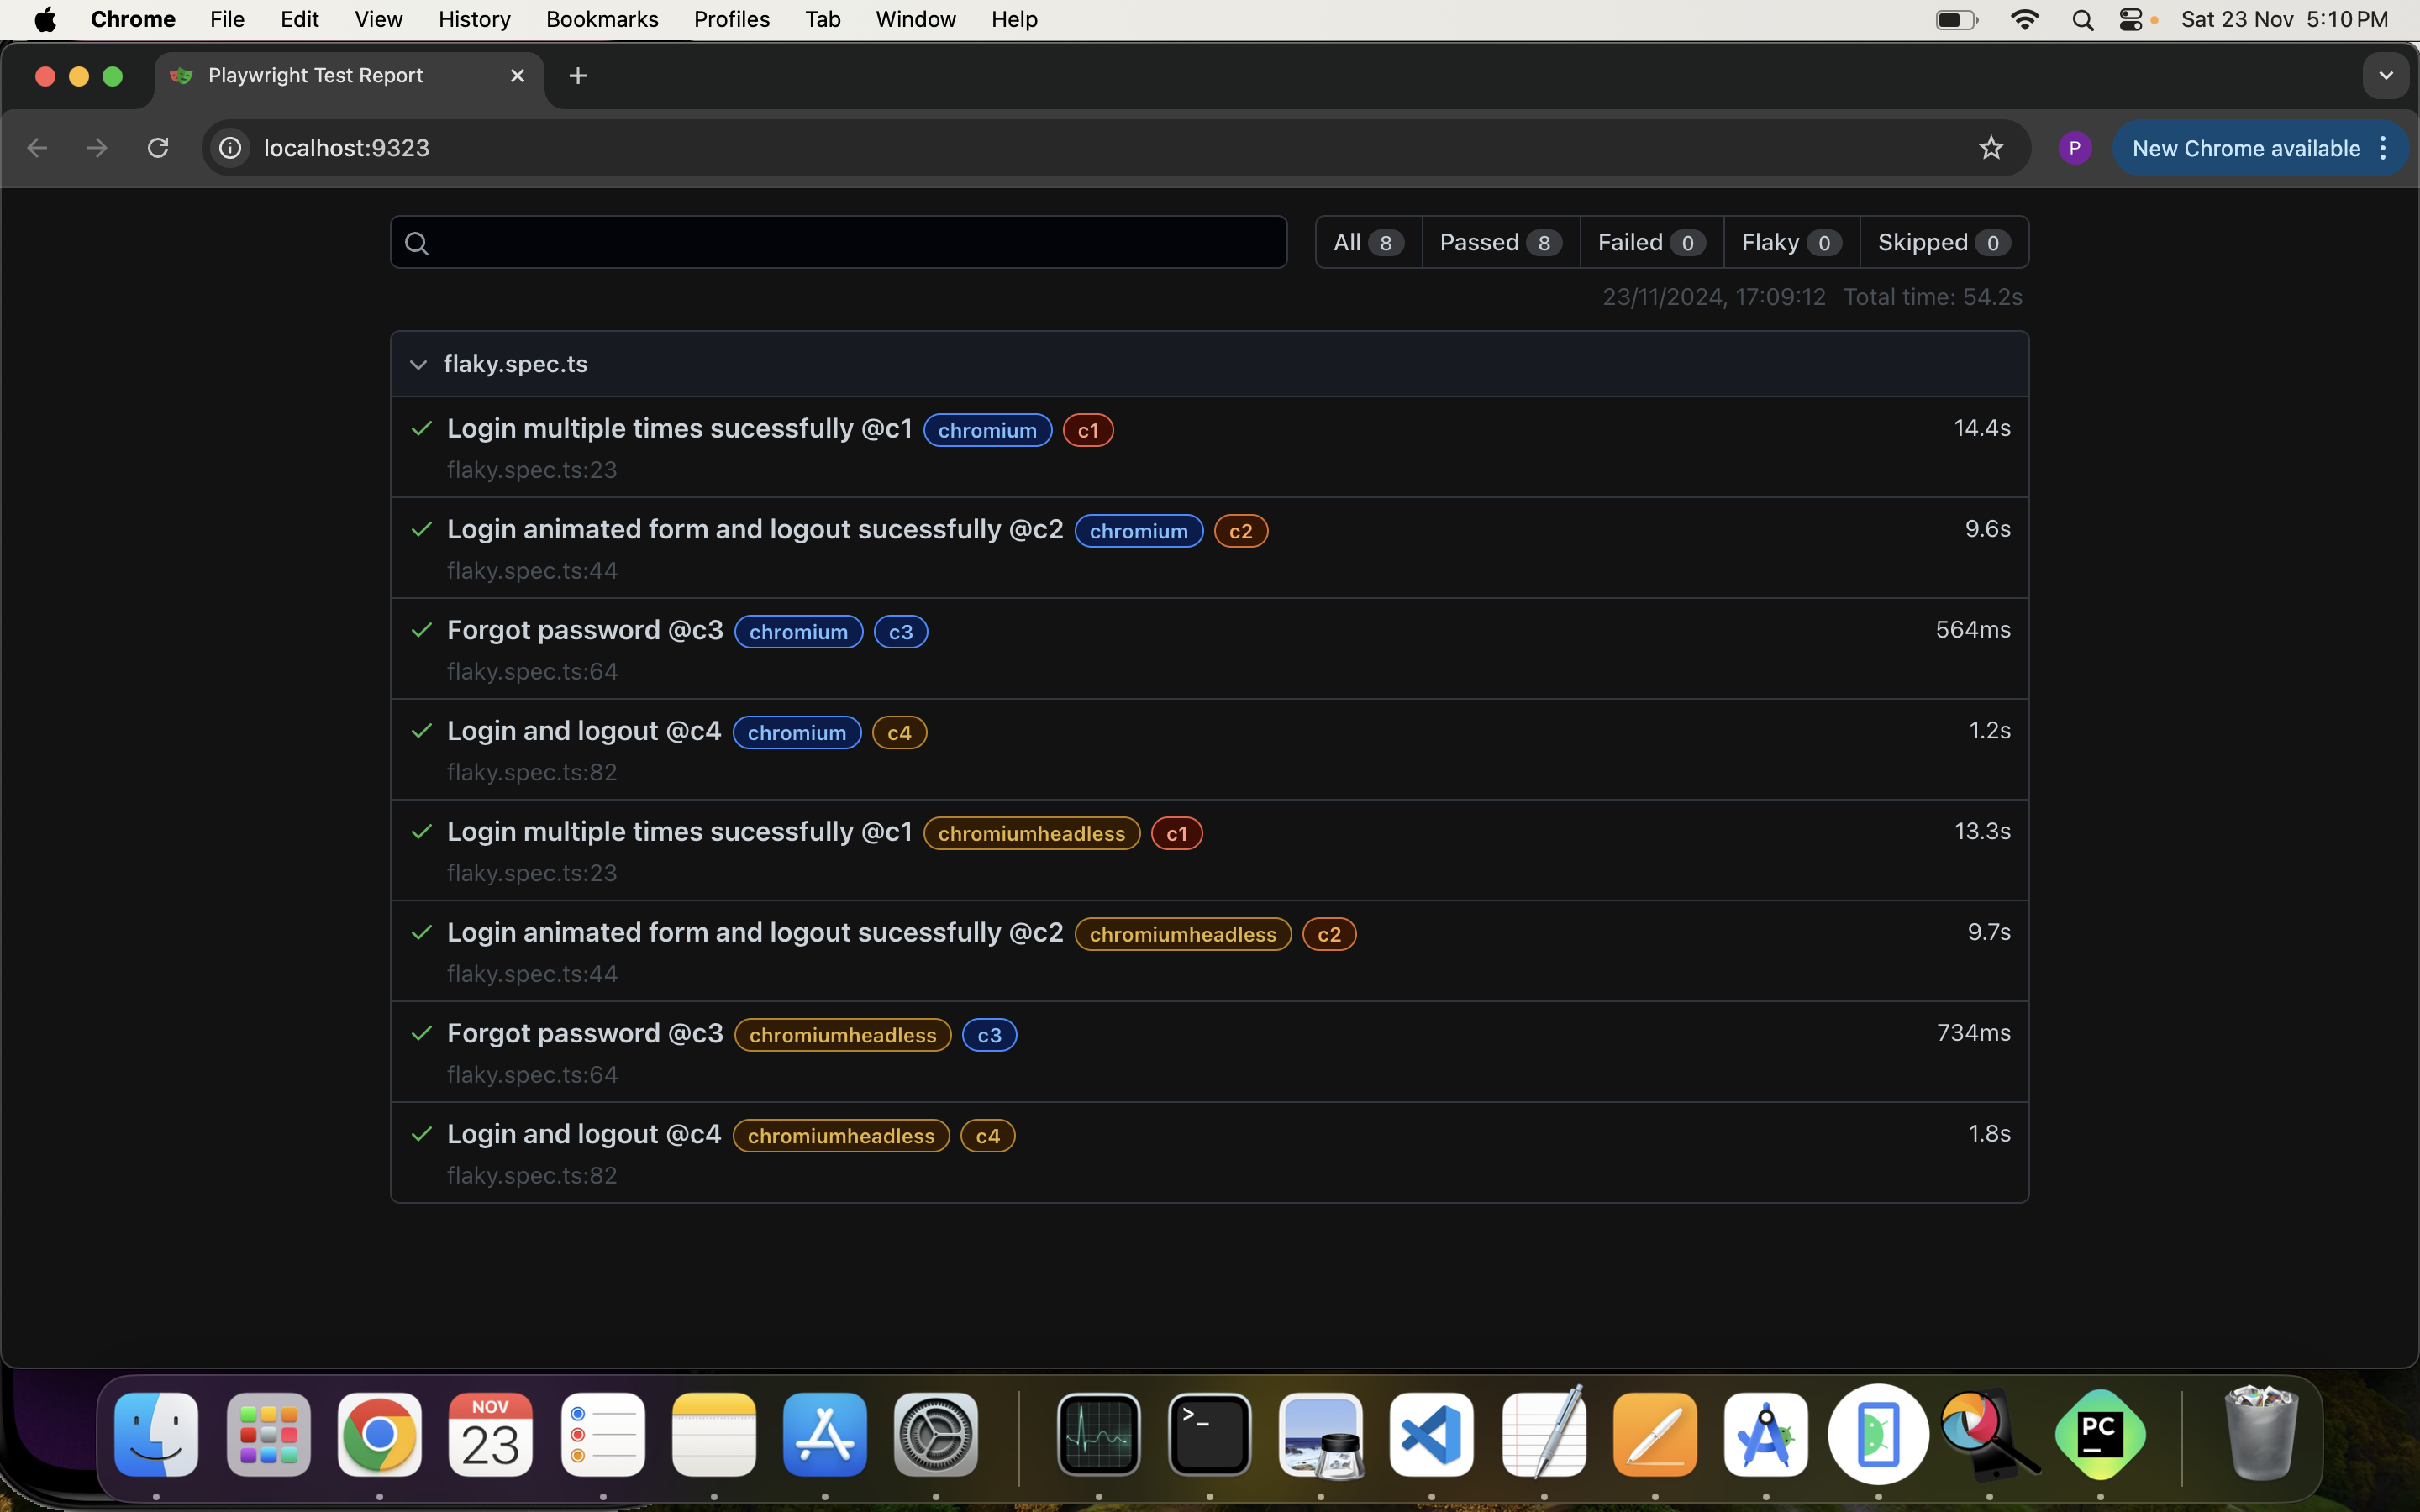 Chrome File Edit View History Bookmarks Profiles Tab Window Help Sat 23 Nov 5:10 PM
Playwright Test Report
localhost:9323 P New Chrome available
All 8 Passed 8 Failed 0 Flaky 0 Skipped 0
23/11/2024, 17:09:12 Total time: 54.2s
flaky.spec.ts
Login multiple times sucessfully @c1 chromium c1 14.4s
flaky.spec.ts:23
Login animated form and logout sucessfully @c2 chromium c2 9.6s
flaky.spec.ts:44
Forgot password @c3 chromium c3 564ms
flaky.spec.ts:64
Login and logout @c4 chromium c4 1.2s
flaky.spec.ts:82
Login multiple times sucessfully @c1 chromiumheadless c1 13.3s
flaky.spec.ts:23
Login animated form and logout sucessfully @c2 chromiumheadless c2 9.7s
flaky.spec.ts:44
Forgot password @c3 chromiumheadless c3 734ms
flaky.spec.ts:64
Login and logout @c4 chromiumheadless c4 1.8s
flaky.spec.ts:82
NOV
23
>_
PC